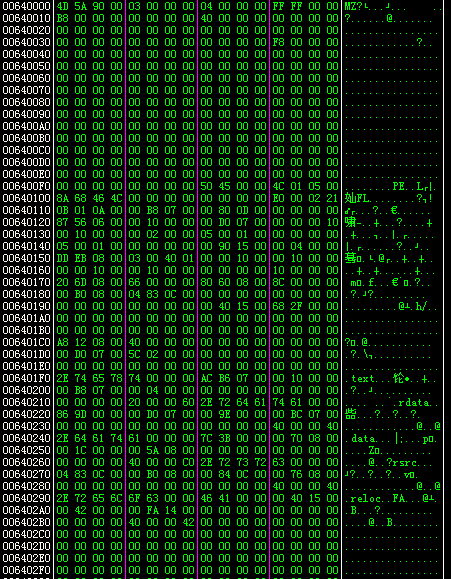 00640000 4D 5A 90 00 03 00 00 00 04 00 00 00 FF FF 00 00 MZ?
00640010 B8 00 00 00 00 00 00 00 40 00 00 00 00 00 00 00 ?.......@.......
00640020 00 00 00 00 00 00 00 00 00 00 00 00 00 00 00 00 ................
00640030 00 00 00 00 00 00 00 00 00 00 00 00 F8 00 00 00 ............?...
00640040 00 00 00 00 00 00 00 00 00 00 00 00 00 00 00 00 ................
00640050 00 00 00 00 00 00 00 00 00 00 00 00 00 00 00 00 ................
00640060 00 00 00 00 00 00 00 00 00 00 00 00 00 00 00 00 ................
00640070 00 00 00 00 00 00 00 00 00 00 00 00 00 00 00 00 ................
00640080 00 00 00 00 00 00 00 00 00 00 00 00 00 00 00 00 ................
00640090 00 00 00 00 00 00 00 00 00 00 00 00 00 00 00 00 ................
006400A0 00 00 00 00 00 00 00 00 00 00 00 00 00 00 00 00 ................
006400B0 00 00 00 00 00 00 00 00 00 00 00 00 00 00 00 00 ................
006400C0 00 00 00 00 00 00 00 00 00 00 00 00 00 00 00 00 ................
006400D0 00 00 00 00 00 00 00 00 00 00 00 00 00 00 00 00 ................
006400E0 00 00 00 00 00 00 00 00 00 00 00 00 00 00 00 00 ................
006400F0 00 00 00 00 00 00 00 00 50 45 00 00 4C 01 05 00 ........PE..L
00640100 8A 68 46 4C 00 00 00 00 00 00 00 00 E0 00 02 21 FL
00640110 0B 01 0A 00 00 B8 07 00 00 80 0D 00 00 00 00 00
00640120 87 56 06 00 00 10 07 00 00 D0 07 00 00 00 00 10
00640130 00 10 00 00 00 02 00 00 05 00 01 00 00 00 00 00
00640140 05 00 01 00 00 00 00 00 00 90 15 00 00 04 00 00
00640150 DD EB 08 00 03 00 40 01 00 00 10 00 00 10 00 00
00640160 00 00 10 00 00 10 00 00 00 00 00 00 10 00 00 00
00640170 20 6D 08 00 66 00 00 00 80 60 08 00 8C 00 00 00
00640180 00 B0 08 00 04 83 0C 00 00 00 00 00 00 00 00 00
00640190 00 00 00 00 00 00 00 00 00 40 15 00 68 2F 00 00
006401A0 00 00 00 00 00 00 00 00 00 00 00 00 00 00 00 00 ................
006401B0 00 00 00 00 00 00 00 00 00 00 00 00 00 00 00 00 ................
006401C0 A8 12 08 00 40 00 00 00 00 00 00 00 00 00 00 00
006401D0 00 D0 07 00 5C 02 00 00 00 00 00 00 00 00 00 00
006401E0 00 00 00 00 00 00 00 00 00 00 00 00 00 00 00 00 ................
006401F0 2E 74 65 78 74 00 00 00 AC B6 07 00 00 10 00 00 .text...
00640200 00 B8 07 00 00 04 00 00 00 00 00 00 00 00 00 00
00640210 00 00 00 00 00 00 00 60 2E 72 64 61 74 61 00 00 .rdata..
00640220 86 9D 00 00 00 D0 07 00 00 9E 00 00 00 BC 07 00
00640230 00 00 00 00 00 00 00 00 00 00 00 00 40 00 00 40 ............@..@
00640240 2E 64 61 74 61 00 00 00 7C 3B 00 00 00 70 08 00 .data...|;...p
00640250 00 1C 00 00 00 5A 08 00 00 00 00 00 00 00 00 00
00640260 00 00 00 00 40 00 00 C0 2E 72 73 72 63 00 00 00 ....@..?rsrc...
00640270 04 83 0C 00 00 B0 08 00 00 84 0C 00 00 76 08 00
00640280 00 00 00 00 00 00 00 00 00 00 00 00 40 00 00 40 ............@..@
00640290 2E 72 65 6C 6F 63 00 00 46 41 00 00 00 40 15 00 .reloc..FA...@
006402A0 00 42 00 00 00 FA 14 00 00 00 00 00 00 00 00 00
006402B0 00 00 00 00 40 00 00 42 00 00 00 00 00 00 00 00 ....@..B........
006402C0 00 00 00 00 00 00 00 00 00 00 00 00 00 00 00 00 ................
006402D0 00 00 00 00 00 00 00 00 00 00 00 00 00 00 00 00 ................
006402E0 00 00 00 00 00 00 00 00 00 00 00 00 00 00 00 00 ................
006402F0 00 00 00 00 00 00 00 00 00 00 00 00 00 00 00 00 ................